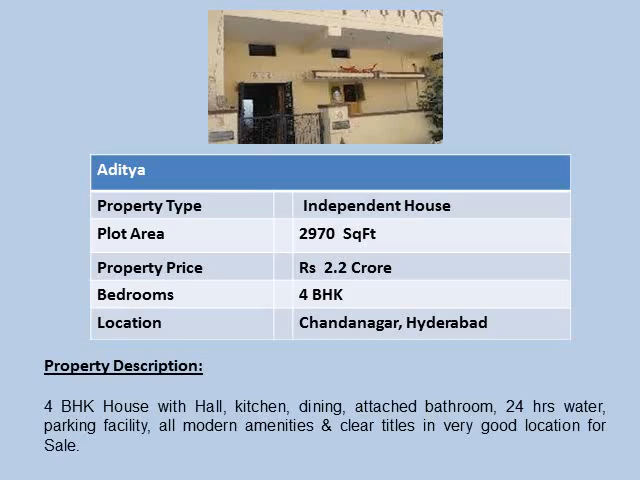 Aditya
Property Type Independent House
Plot Area 2970 SqFt
Property Price Rs 2.2 Crore
Bedrooms 4 BHK
Location Chandanagar, Hyderabad
Property Description:
4 BHK House with Hall, kitchen, dining, attached bathroom, 24 hrs water,
parking facility, all modern amenities & clear titles in very good location for
Sale.